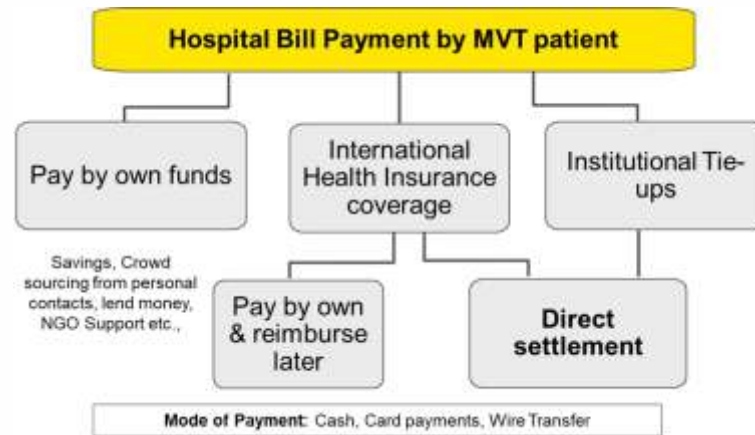 Hospital Bill Payment by MVT patient
Pay by own funds
International
Health Insurance
coverage
Institutional Tie-
ups
Savings, Crowd
sourcing from personal
contacts, lend money,
NGO Support etc.,
Pay by own
& reimburse
later
Direct
settlement
Mode of Payment: Cash, Card payments, Wire Transfer